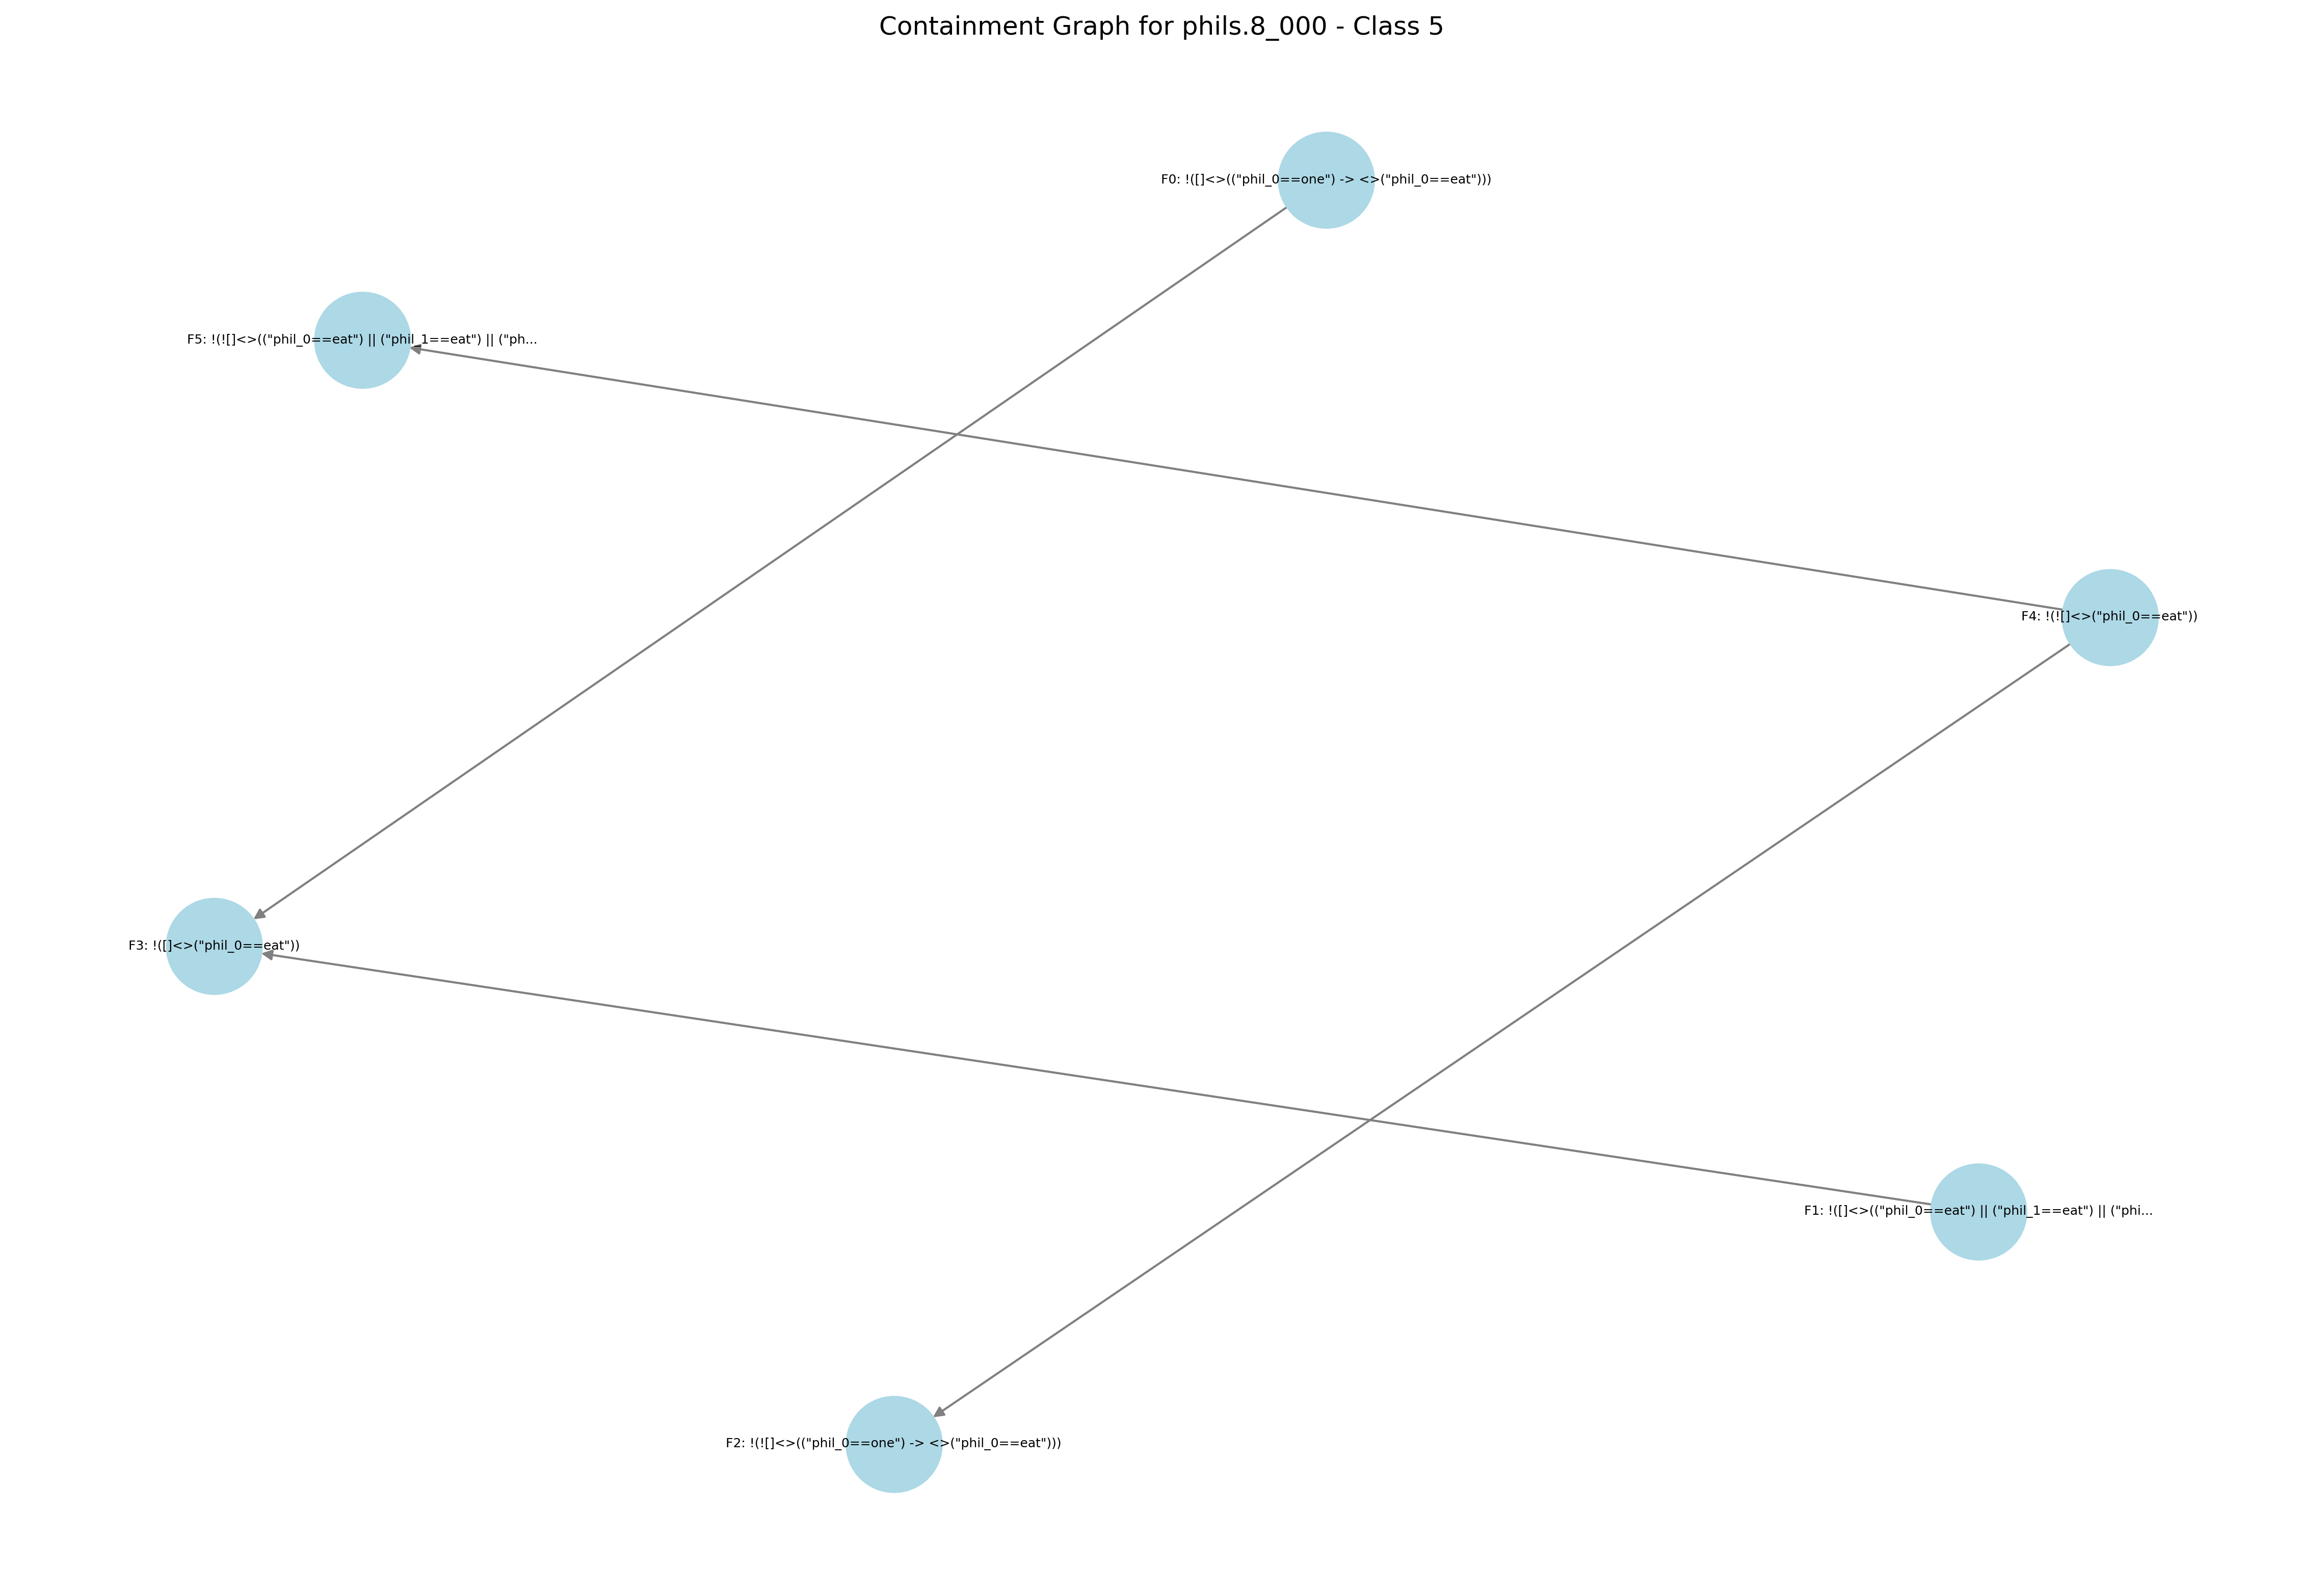 Containment Graph for phils.8_000 - Class 5
F0: !([]<>(("phil_0==one") -> <>("phil_0==eat")))
F5: !(![]<>(("phil_0==eat") || ("phil_1==eat") || ("ph...
F4: !(![]<>("phil_0==eat"))
F3: !([]<>("phil_0==eat"))
F1: !([]<>(("phil_0==eat") || ("phil_1==eat") || ("phi...
F2: !(![]<>(("phil_0==one") -> <>("phil_0==eat")))